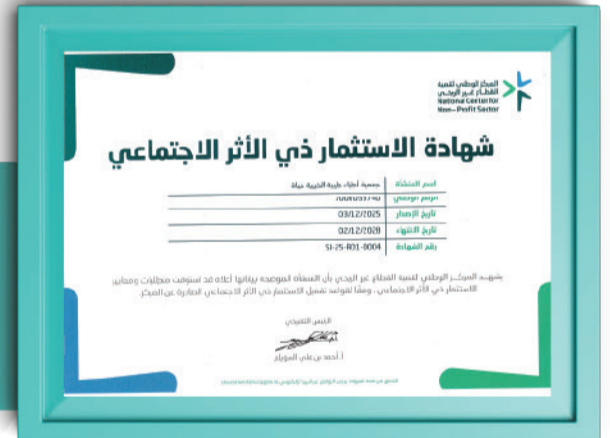 المركز الوطني لتنمية
القطاع غير الربحي
National Center for
Non-Profit Sector
شهادة الاستثمار ذي الأثر الاجتماعي
اسم المنشأة جمعية أطباء طيبة الخيرية حياة
الرقم الوطني
تاريخ الإصدار 03/12/2025
تاريخ الانتهاء 02/12/2028
رقم الشهادة SI-25-R01-0004
يشهد المركز الوطني لتنمية القطاع غير الربحي بأن المنشأة الموضحة بياناتها أعلاه قد استوفت متطلبات ومعايير
الاستثمار ذي الأثر الاجتماعي، وفقًا لقواعد تفعيل الاستثمار ذي الأثر الاجتماعي الصادرة عن المركز.
الرئيس التنفيذي
أ.أحمد بن علي السويلم